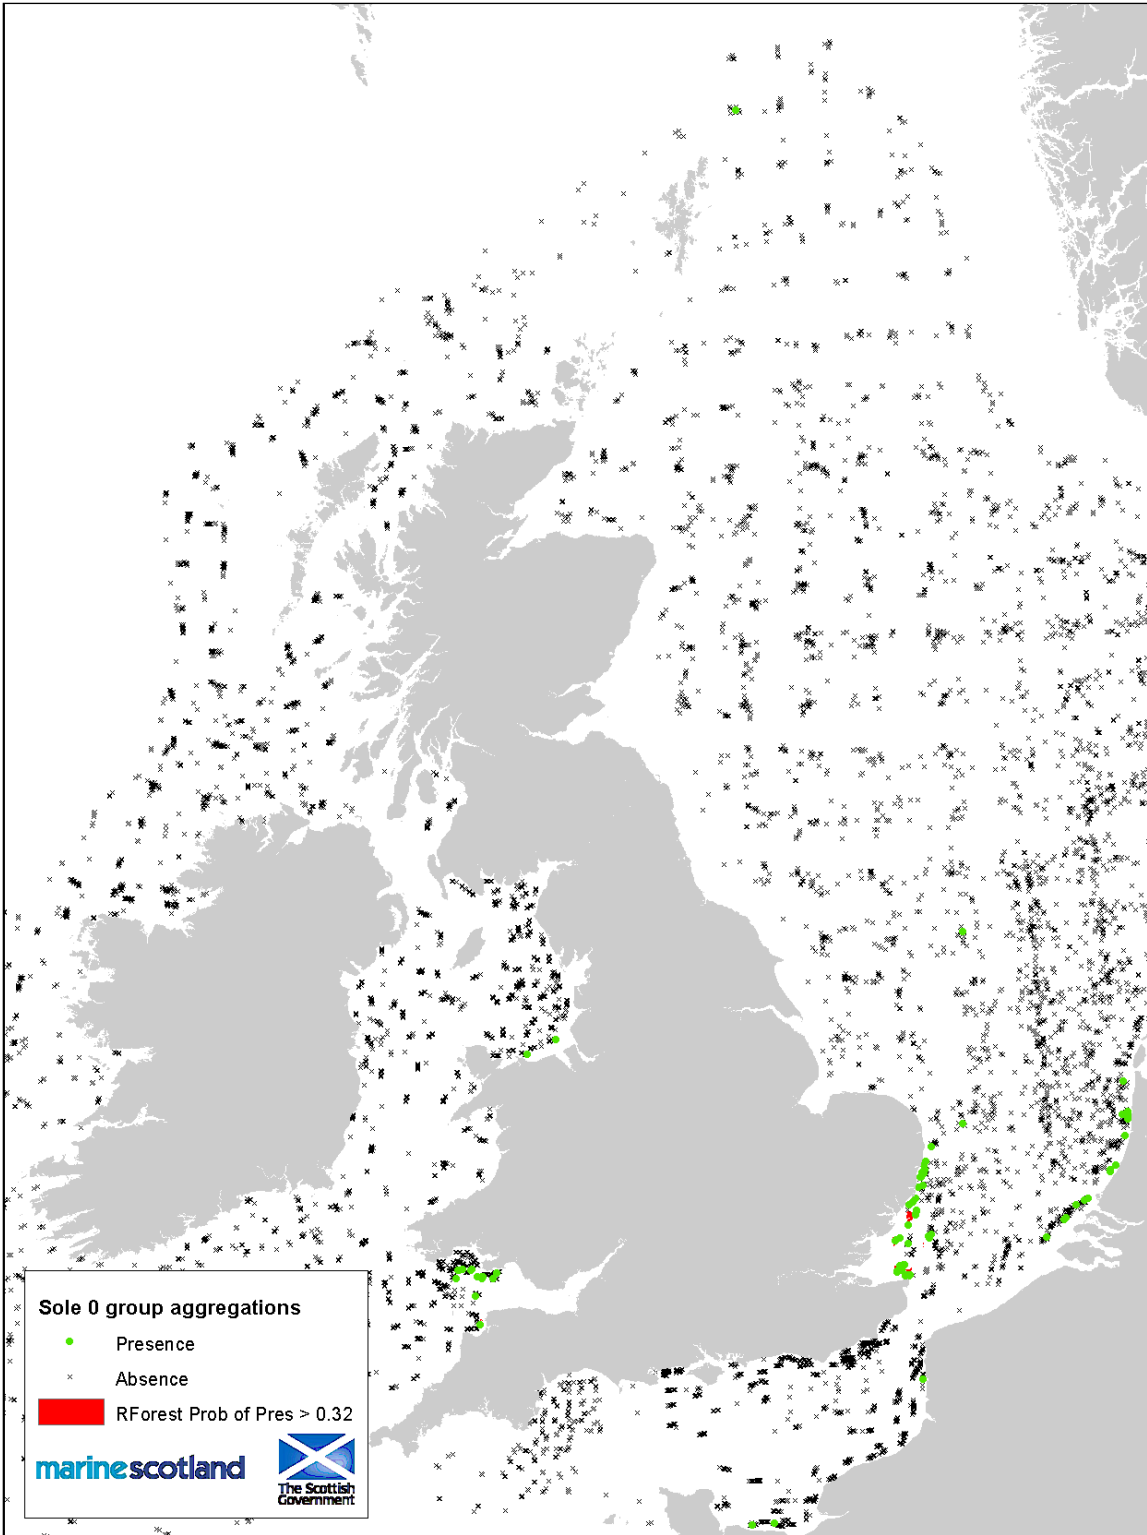 Sole 0 group aggregations
Presence
Absence
RForest Prob of Pres > 0.32
marinescotland
The Scottish
Government